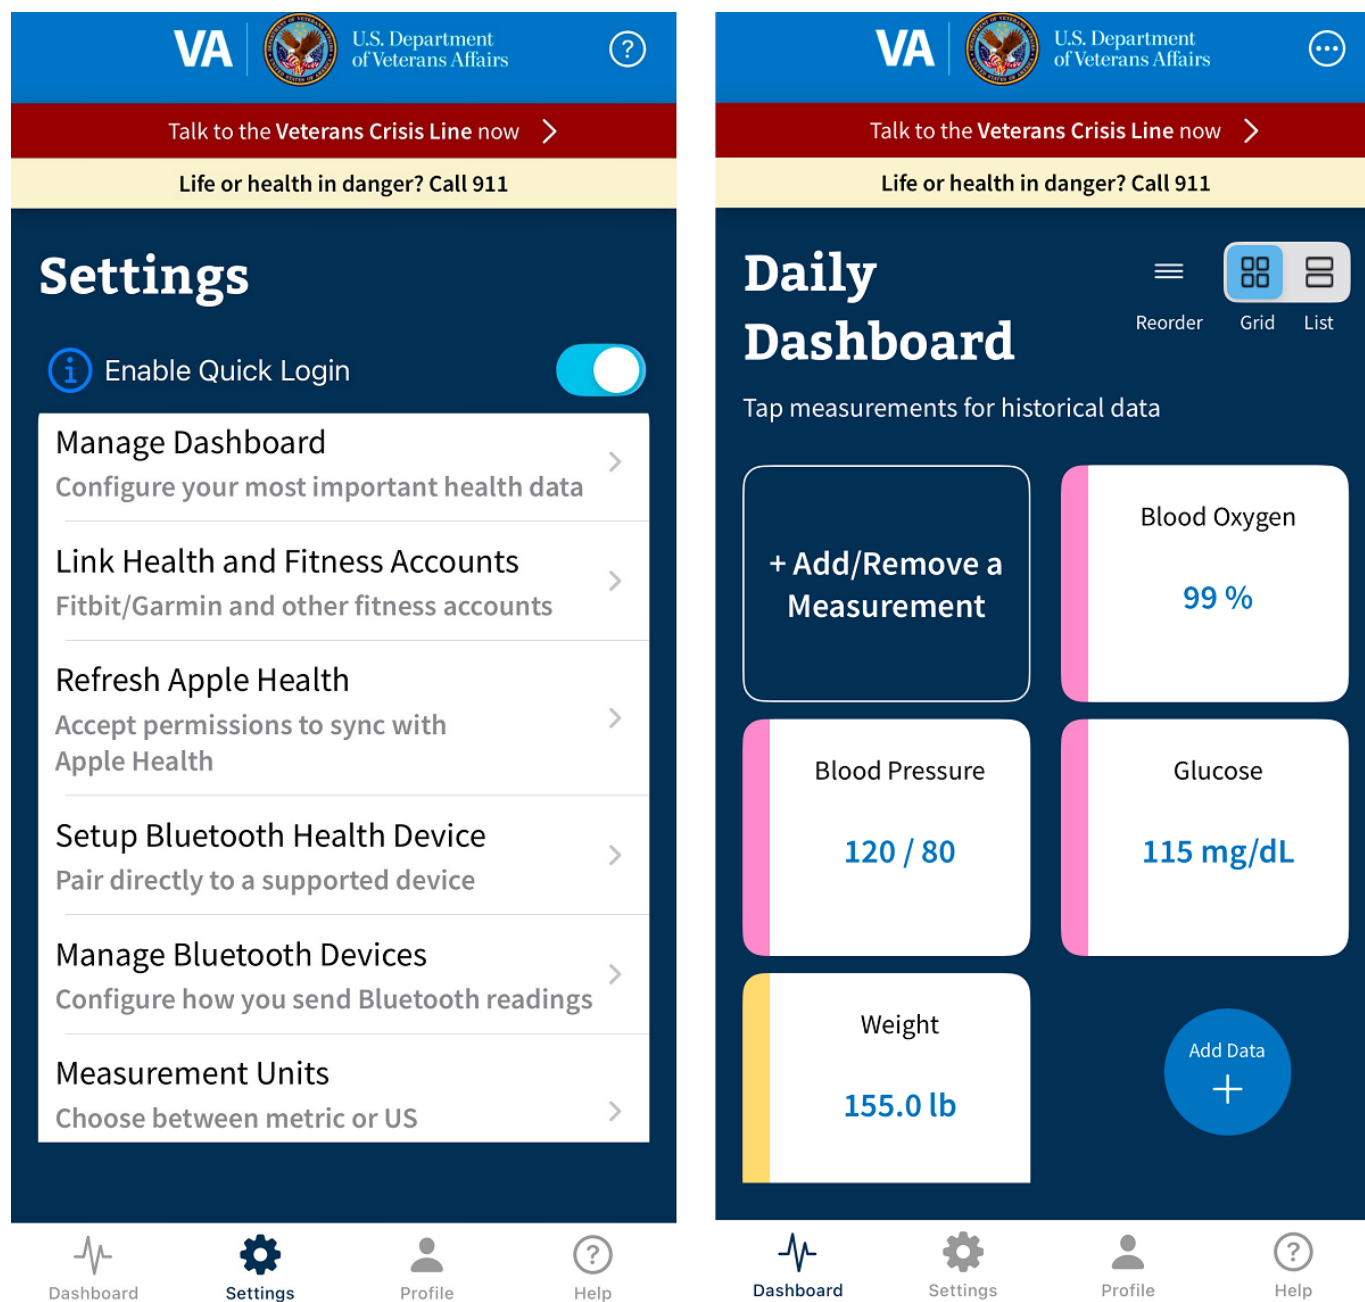 VA
U.S. Department
of Veterans Affairs
?
Talk to the Veterans Crisis Line now
Life or health in danger? Call 911
Settings
i Enable Quick Login
Manage Dashboard
Configure your most important health data
Link Health and Fitness Accounts
Fitbit/Garmin and other fitness accounts
Refresh Apple Health
Accept permissions to sync with
Apple Health
Setup Bluetooth Health Device
Pair directly to a supported device
Manage Bluetooth Devices
Configure how you send Bluetooth readings
Measurement Units
Choose between metric or US
Dashboard
Settings
Profile
?
Help
VA
U.S. Department
of Veterans Affairs
Talk to the Veterans Crisis Line now
Life or health in danger? Call 911
Daily
Dashboard
Reorder
Grid
List
Tap measurements for historical data
+ Add/Remove a
Measurement
Blood Oxygen
99 %
Blood Pressure
120 / 80
Glucose
115 mg/dL
Weight
155.0 lb
Add Data
+
Dashboard
Settings
Profile
?
Help